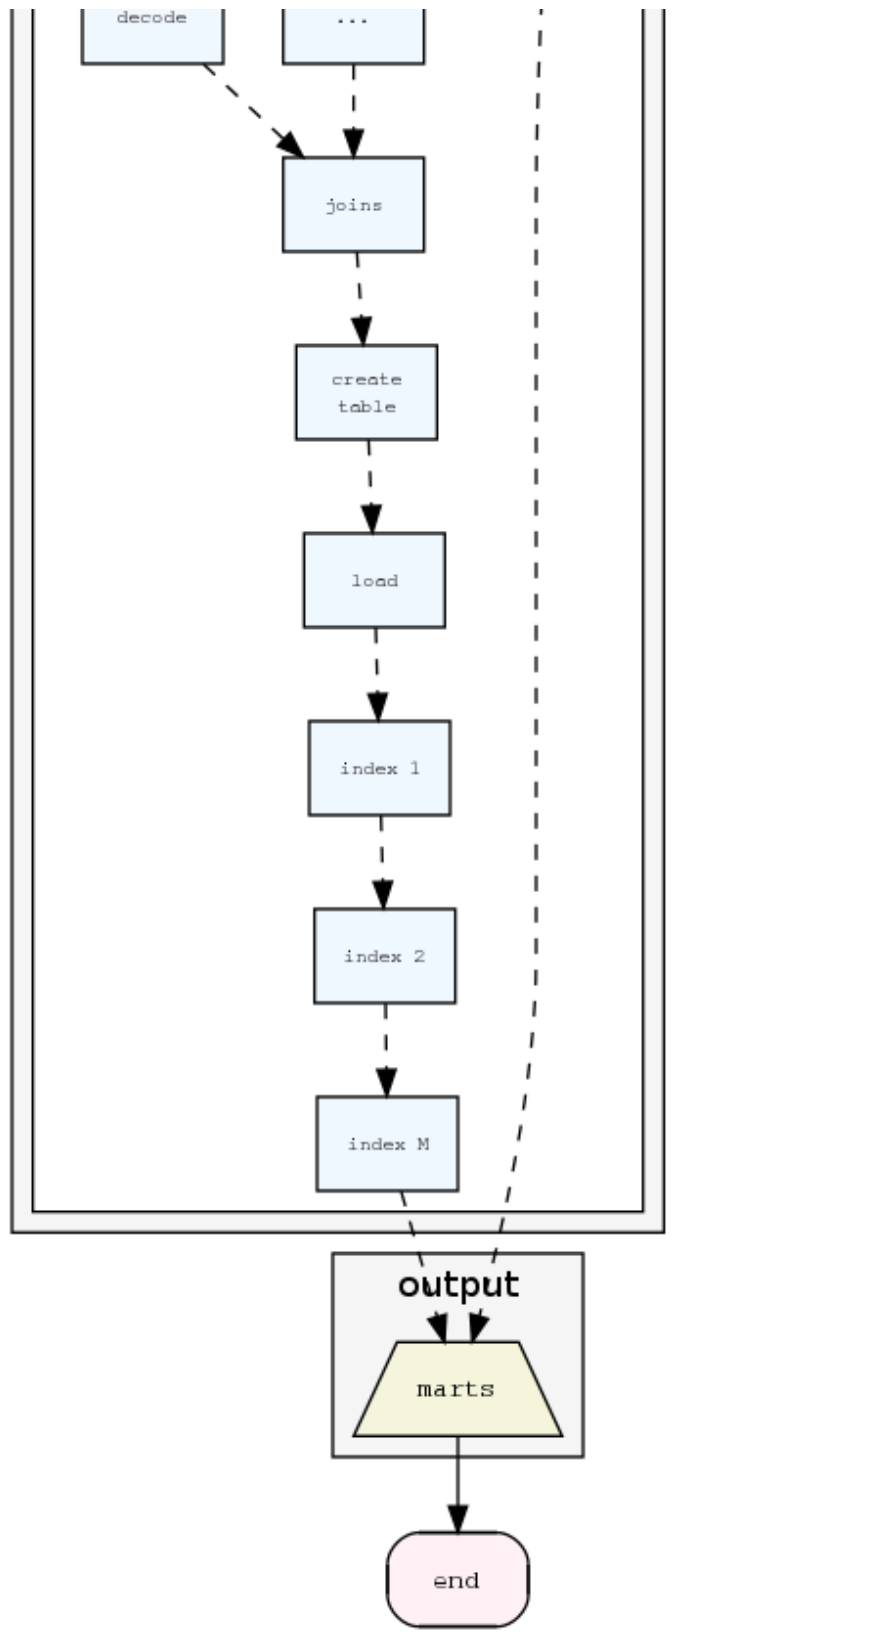 decode
...
joins
create
table
load
index 1
index 2
index M
output
marts
end